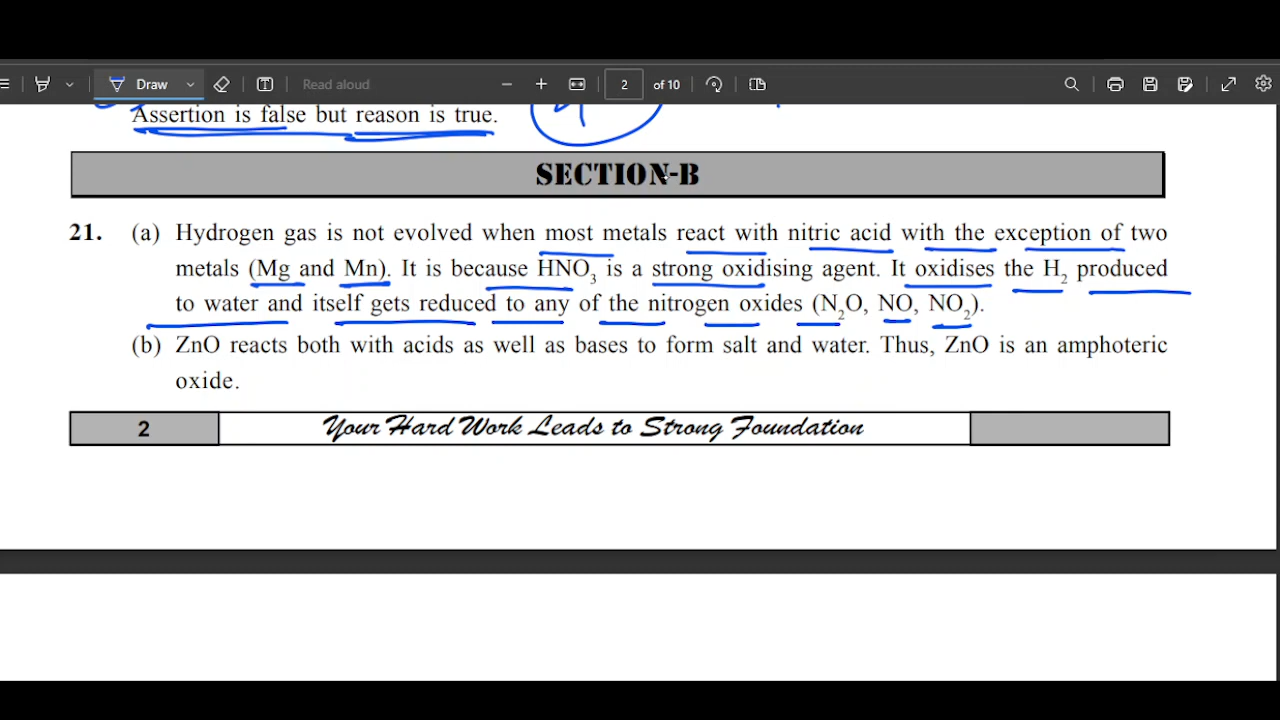 Draw
Read aloud
2 of 10
Assertion is false but reason is true.
SECTION-B
21. (a) Hydrogen gas is not evolved when most metals react with nitric acid with the exception of two
metals (Mg and Mn). It is because HNO₃ is a strong oxidising agent. It oxidises the H₂ produced
to water and itself gets reduced to any of the nitrogen oxides (N₂O, NO, NO₂).
(b) ZnO reacts both with acids as well as bases to form salt and water. Thus, ZnO is an amphoteric
oxide.
2 Your Hard Work Leads to Strong Foundation